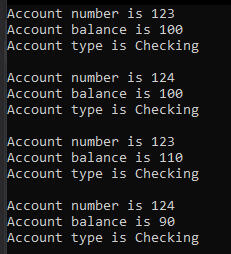 Account number is 123
Account balance is 100
Account type is Checking
Account number is 124
Account balance is 100
Account type is Checking
Account number is 123
Account balance is 110
Account type is Checking
Account number is 124
Account balance is 90
Account type is Checking